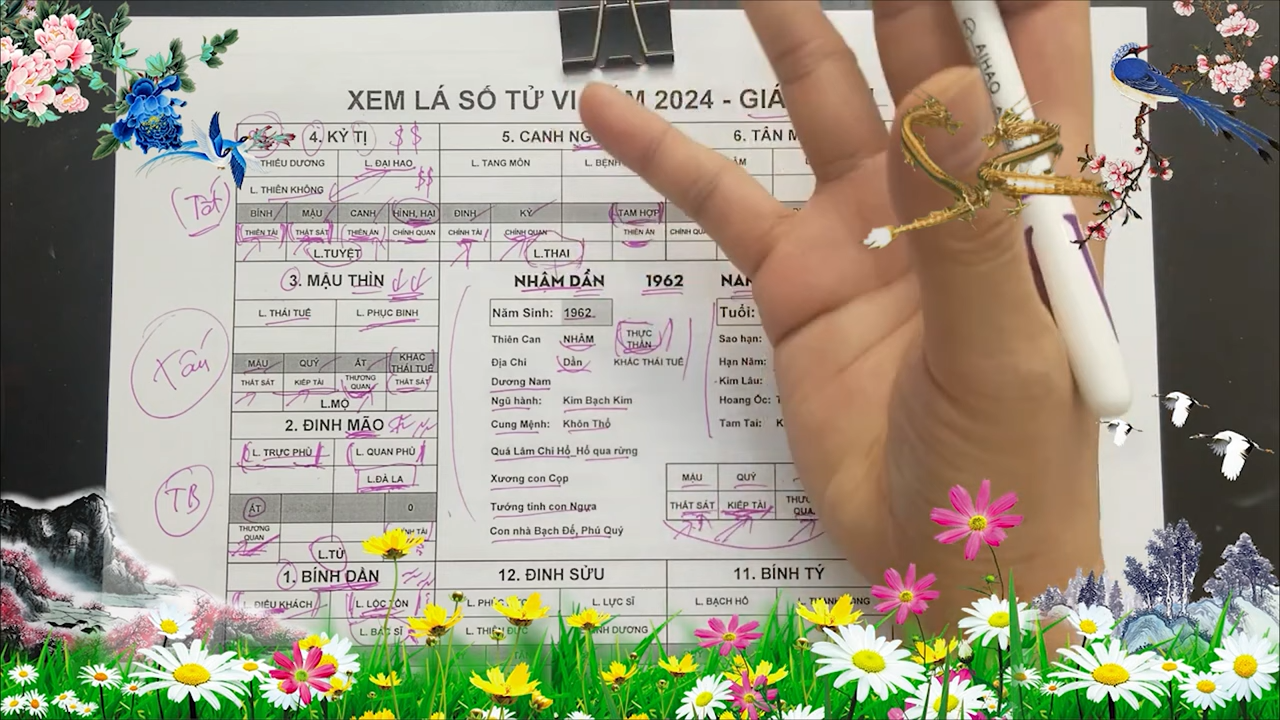 XEM LÁ SỐ TỬ VI NĂM 2024 - GIÁ
4. KỶ TỊ $ $
5. CANH NG
6. TÂN M
THIẾU DƯƠNG
L. ĐẠI HAO
L. TANG MÔN
L. BỆNH
L. THIÊN KHÔNG
$$
Tốt
BÍNH MẬU CANH HÌNH, HẠI ĐINH KỶ TAM HỢP
THIÊN TÀI THẤT SÁT THIÊN ẤN CHÍNH QUAN CHÍNH TÀI CHÍNH QUAN THIÊN ẤN CHÍNH QUA
L.TUYỆT
L.THAI
3. MẬU THÌN
NHÂM DẦN 1962 NAM
L. THÁI TUẾ
L. PHỤC BINH
Năm Sinh: 1962
Tuổi:
Thiên Can NHÂM THỰC THẦN
Sao hạn:
Xấu
Địa Chi Dần KHẮC THÁI TUẾ
Hạn Năm:
MẬU QUÝ ẤT KHẮC THÁI TUẾ
Dương Nam
Kim Lâu:
THẤT SÁT KIẾP TÀI THƯƠNG QUAN THẤT SÁT
Ngũ hành: Kim Bạch Kim
Hoang Ốc:
L.MỘ
2. ĐINH MÃO
Cung Mệnh: Khôn Thổ
Tam Tai: K
L. TRỰC PHÙ
L. QUAN PHÙ
Quá Lâm Chi Hổ_Hổ qua rừng
L.ĐÀ LA
Xương con Cọp
MẬU QUÝ
TB
ẤT 0
Tướng tinh con Ngựa
THẤT SÁT KIẾP TÀI THƯƠ QUA
THƯƠNG QUAN
Con nhà Bạch Đế, Phú Quý
L.TỬ
1. BÍNH DẦN
12. ĐINH SỬU
11. BÍNH TÝ
L. ĐIẾU KHÁCH
L. LỘC TỒN
L. LỰC SĨ
L. BẠCH HỔ
L. BÁC SĨ
AIHAO